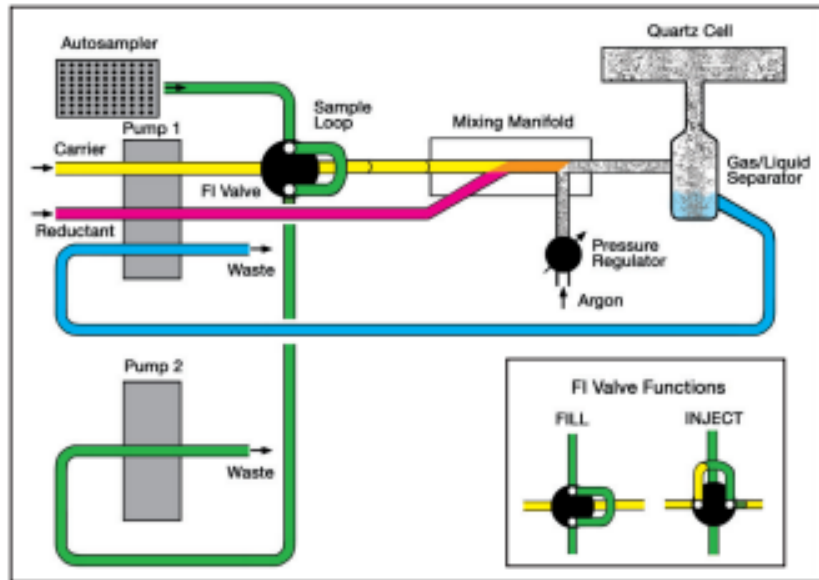 Autosampler
Quartz Cell
Pump 1
Sample
Loop
Mixing Manifold
Carrier
FI Valve
Gas/Liquid
Separator
Reductant
Waste
Pressure
Regulator
Argon
Pump 2
Waste
FI Valve Functions
FILL
INJECT